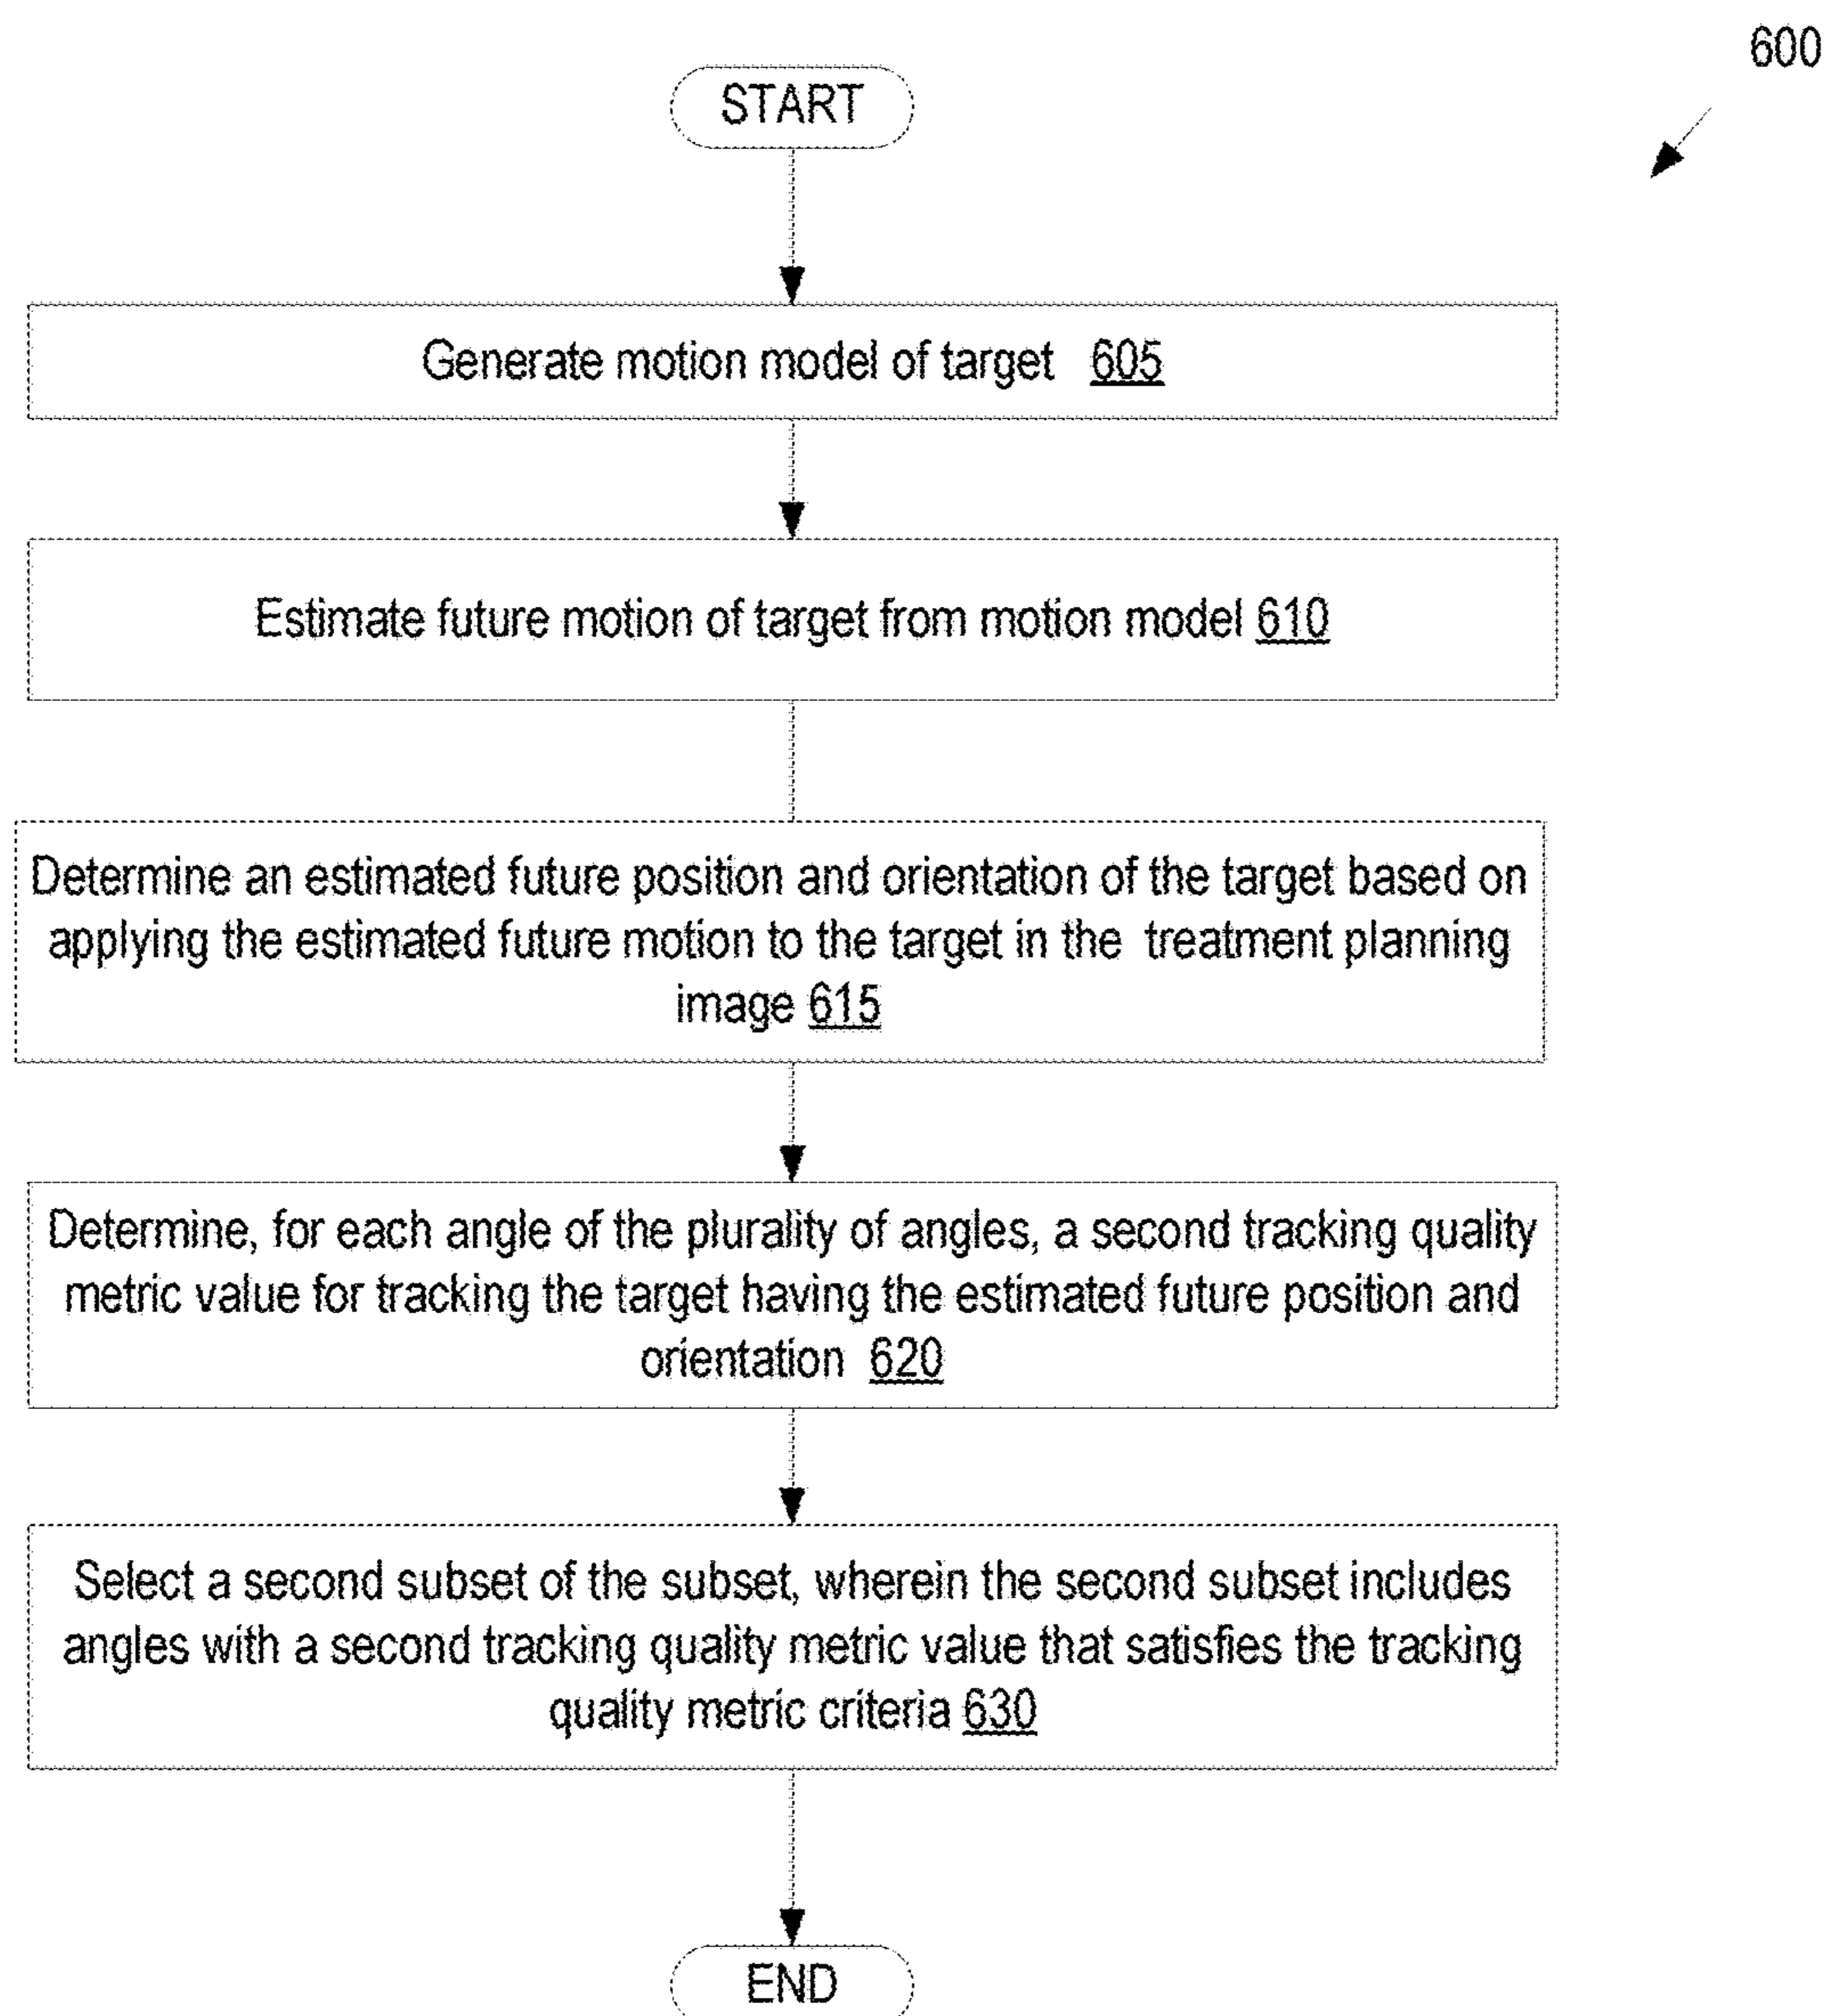 600
START
Generate motion model of target 605
Estimate future motion of target from motion model 610
Determine an estimated future position and orientation of the target based on
applying the estimated future motion to the target in the treatment planning
image 615
Determine, for each angle of the plurality of angles, a second tracking quality
metric value for tracking the target having the estimated future position and
orientation 620
Select a second subset of the subset, wherein the second subset includes
angles with a second tracking quality metric value that satisfies the tracking
quality metric criteria 630
END